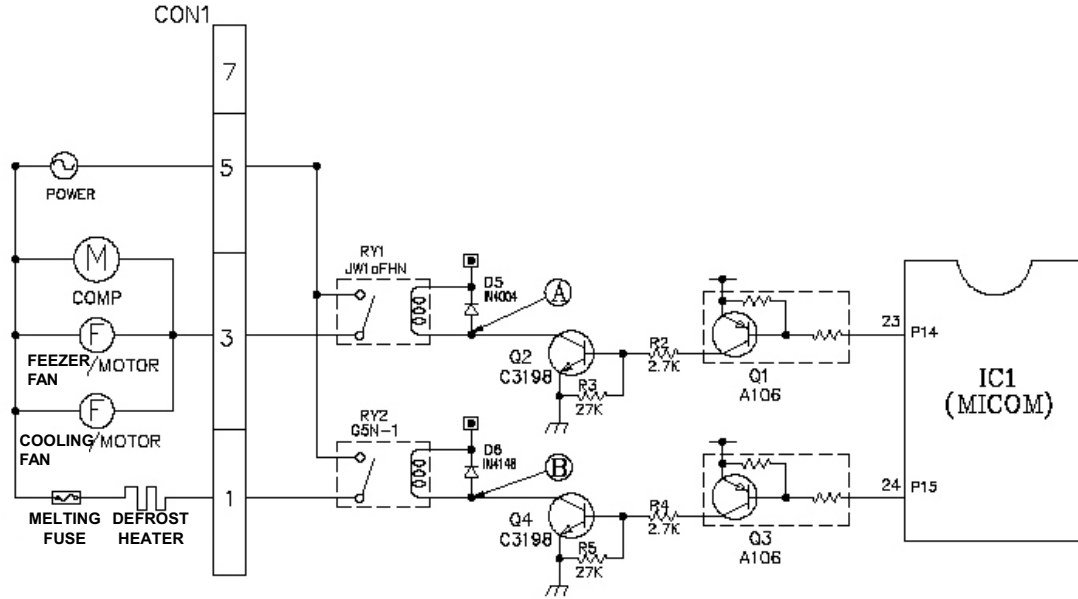 CON1
7
5
POWER
M
COMP
RY1
JW1aFHN
D5
IN4004
A
3
F
FEEZER
FAN
/MOTOR
Q2
C3198
R2
2.7K
R3
27K
Q1
A106
23
P14
IC1
(MICOM)
F
COOLING
FAN
/MOTOR
RY2
G5N-1
D6
IN4148
B
1
MELTING
FUSE
DEFROST
HEATER
Q4
C3198
R4
2.7K
R5
27K
Q3
A106
24
P15